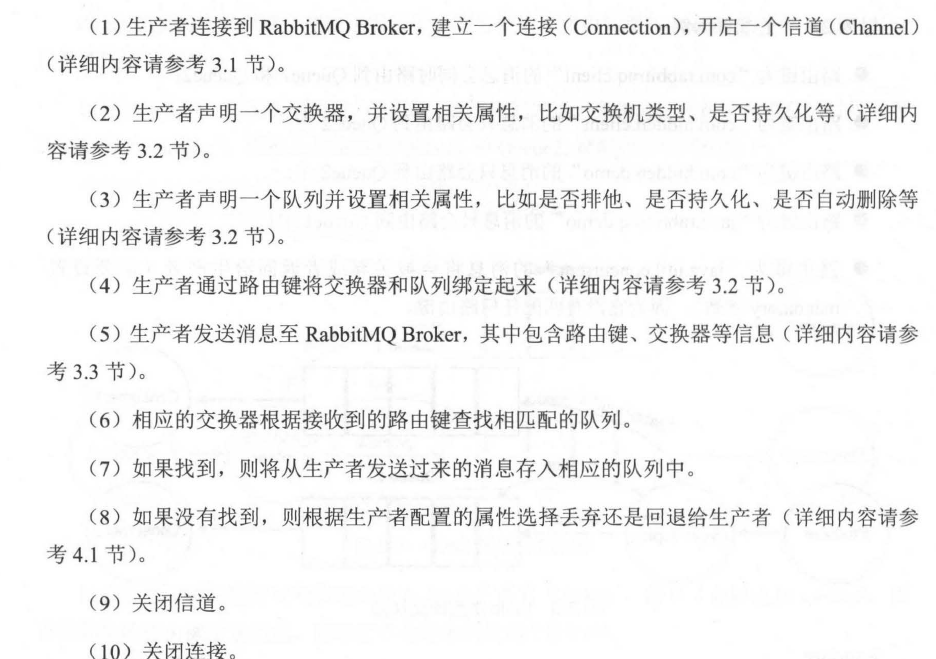 （1）生产者连接到 RabbitMQ Broker，建立一个连接（Connection），开启一个信道（Channel）
（详细内容请参考 3.1 节）。
（2）生产者声明一个交换器，并设置相关属性，比如交换机类型、是否持久化等（详细内
容请参考 3.2 节）。
（3）生产者声明一个队列并设置相关属性，比如是否排他、是否持久化、是否自动删除等
（详细内容请参考 3.2 节）。
（4）生产者通过路由键将交换器和队列绑定起来（详细内容请参考 3.2 节）。
（5）生产者发送消息至 RabbitMQ Broker，其中包含路由键、交换器等信息（详细内容请参
考 3.3 节）。
（6）相应的交换器根据接收到的路由键查找相匹配的队列。
（7）如果找到，则将从生产者发送过来的消息存入相应的队列中。
（8）如果没有找到，则根据生产者配置的属性选择丢弃还是回退给生产者（详细内容请参
考 4.1 节）。
（9）关闭信道。
（10）关闭连接。